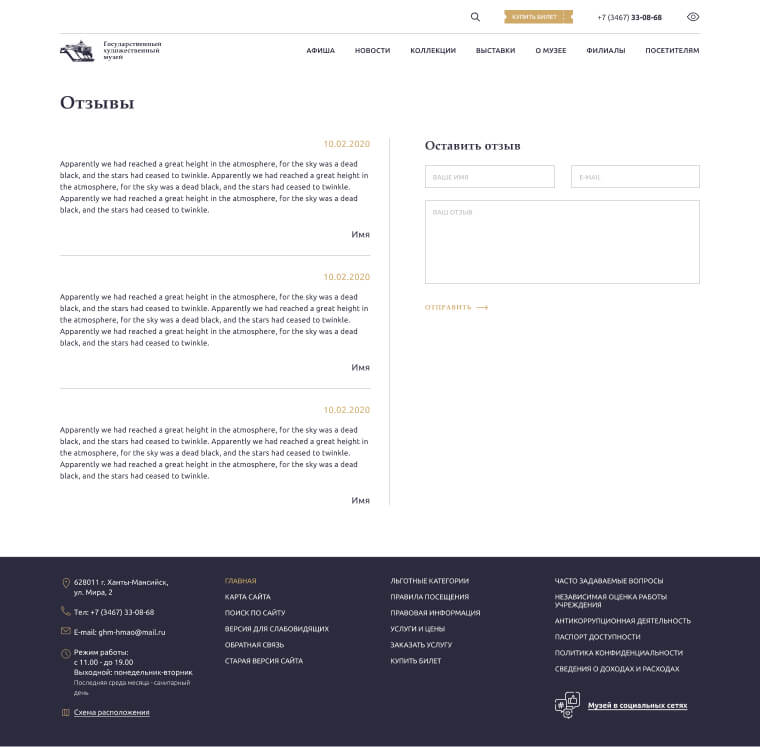 КУПИТЬ БИЛЕТ
+7 (3467) 33-08-68
Государственный
художественный
музей
АФИША НОВОСТИ КОЛЛЕКЦИИ ВЫСТАВКИ О МУЗЕЕ ФИЛИАЛЫ ПОСЕТИТЕЛЯМ
Отзывы
10.02.2020
Apparently we had reached a great height in the atmosphere, for the sky was a dead
black, and the stars had ceased to twinkle. Apparently we had reached a great height in
the atmosphere, for the sky was a dead black, and the stars had ceased to twinkle.
Apparently we had reached a great height in the atmosphere, for the sky was a dead
black, and the stars had ceased to twinkle.
Имя
10.02.2020
Apparently we had reached a great height in the atmosphere, for the sky was a dead
black, and the stars had ceased to twinkle. Apparently we had reached a great height in
the atmosphere, for the sky was a dead black, and the stars had ceased to twinkle.
Apparently we had reached a great height in the atmosphere, for the sky was a dead
black, and the stars had ceased to twinkle.
Имя
10.02.2020
Apparently we had reached a great height in the atmosphere, for the sky was a dead
black, and the stars had ceased to twinkle. Apparently we had reached a great height in
the atmosphere, for the sky was a dead black, and the stars had ceased to twinkle.
Apparently we had reached a great height in the atmosphere, for the sky was a dead
black, and the stars had ceased to twinkle.
Имя
Оставить отзыв
ВАШЕ ИМЯ
E-MAIL
ВАШ ОТЗЫВ
ОТПРАВИТЬ
628011 г. Ханты-Мансийск,
ул. Мира, 2
Тел: +7 (3467) 33-08-68
E-mail: ghm-hmao@mail.ru
Режим работы:
с 11.00 - до 19.00
Выходной: понедельник-вторник
Последняя среда месяца - санитарный
день
Схема расположения
ГЛАВНАЯ
КАРТА САЙТА
ПОИСК ПО САЙТУ
ВЕРСИЯ ДЛЯ СЛАБОВИДЯЩИХ
ОБРАТНАЯ СВЯЗЬ
СТАРАЯ ВЕРСИЯ САЙТА
ЛЬГОТНЫЕ КАТЕГОРИИ
ПРАВИЛА ПОСЕЩЕНИЯ
ПРАВОВАЯ ИНФОРМАЦИЯ
УСЛУГИ И ЦЕНЫ
ЗАКАЗАТЬ УСЛУГУ
КУПИТЬ БИЛЕТ
ЧАСТО ЗАДАВАЕМЫЕ ВОПРОСЫ
НЕЗАВИСИМАЯ ОЦЕНКА РАБОТЫ
УЧРЕЖДЕНИЯ
АНТИКОРРУПЦИОННАЯ ДЕЯТЕЛЬНОСТЬ
ПАСПОРТ ДОСТУПНОСТИ
ПОЛИТИКА КОНФИДЕНЦИАЛЬНОСТИ
СВЕДЕНИЯ О ДОХОДАХ И РАСХОДАХ
Музей в социальных сетях